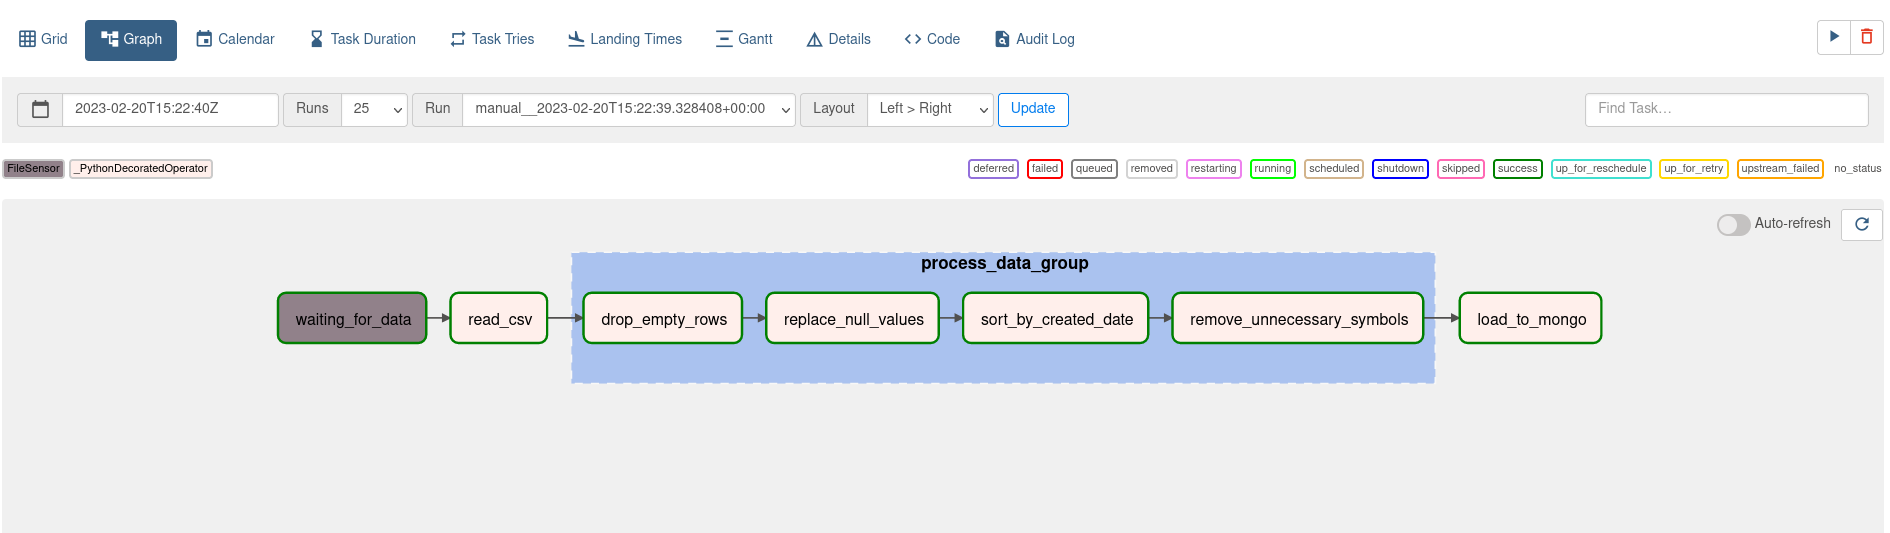 Grid Graph Calendar Task Duration Task Tries Landing Times Gantt Details Code Audit Log
2023-02-20T15:22:40Z Runs 25 Run manual__2023-02-20T15:22:39.328408+00:00 Layout Left > Right Update Find Task...
FileSensor _PythonDecoratedOperator deferred failed queued removed restarting running scheduled shutdown skipped success up_for_reschedule up_for_retry upstream_failed no_status
Auto-refresh
process_data_group
waiting_for_data read_csv drop_empty_rows replace_null_values sort_by_created_date remove_unnecessary_symbols load_to_mongo